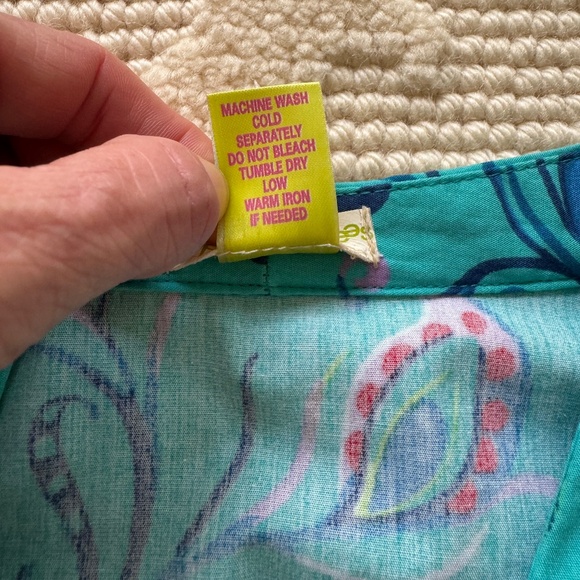 MACHINE WASH
COLD
SEPARATELY
DO NOT BLEACH
TUMBLE DRY
LOW
WARM IRON
IF NEEDED